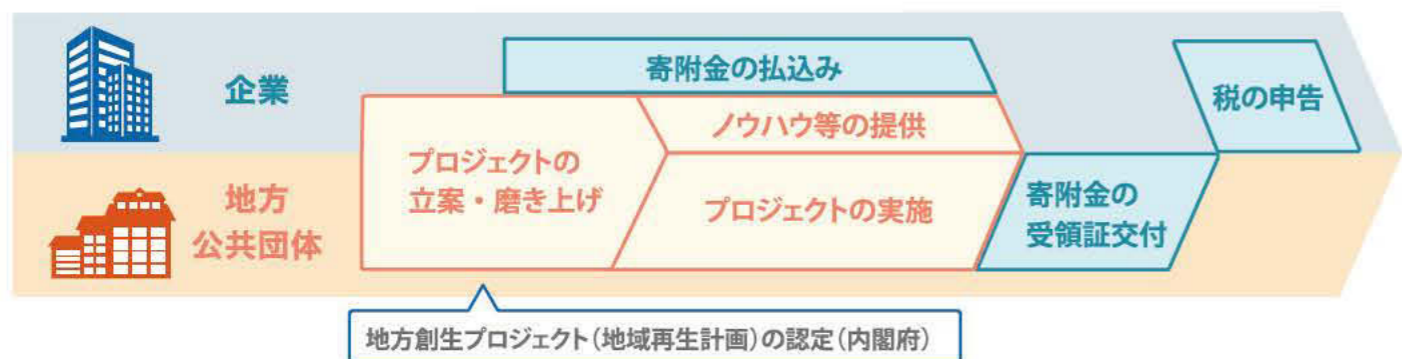 企業
寄附金の払込み
税の申告
ノウハウ等の提供
プロジェクトの
立案・磨き上げ
地方
公共団体
プロジェクトの実施
寄附金の
受領証交付
地方創生プロジェクト（地域再生計画）の認定（内閣府）